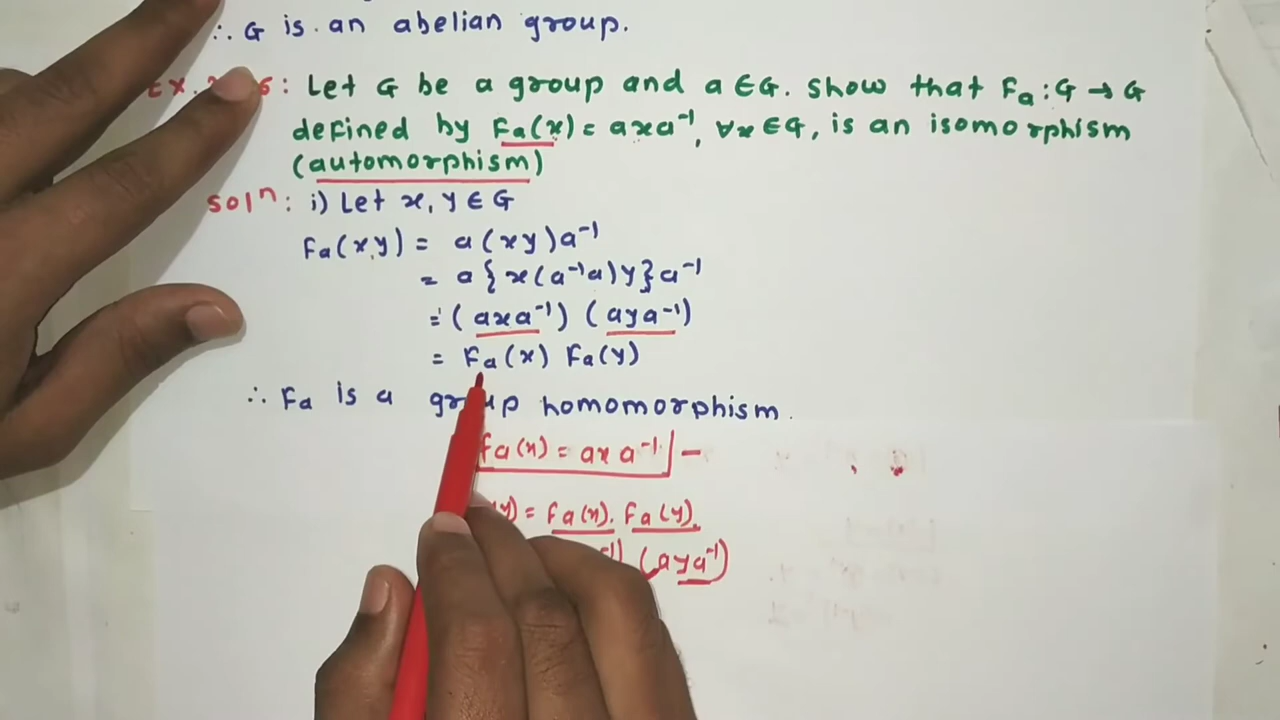 ∴ G is an abelian group.
Ex. : Let G be a group and a ∈ G. Show that Fa : G → G
defined by Fa(x) = axa⁻¹, ∀x ∈ G, is an isomorphism
(automorphism)
Solⁿ: i) Let x, y ∈ G
Fa(x,y) = a(xy)a⁻¹
= a{x(a⁻¹a)y}a⁻¹
= (axa⁻¹) (aya⁻¹)
= Fa(x) Fa(y)
∴ Fa is a group homomorphism.
fa(x) = axa⁻¹ -
y) = Fa(x). Fa(y).
⁻¹) (aya⁻¹)